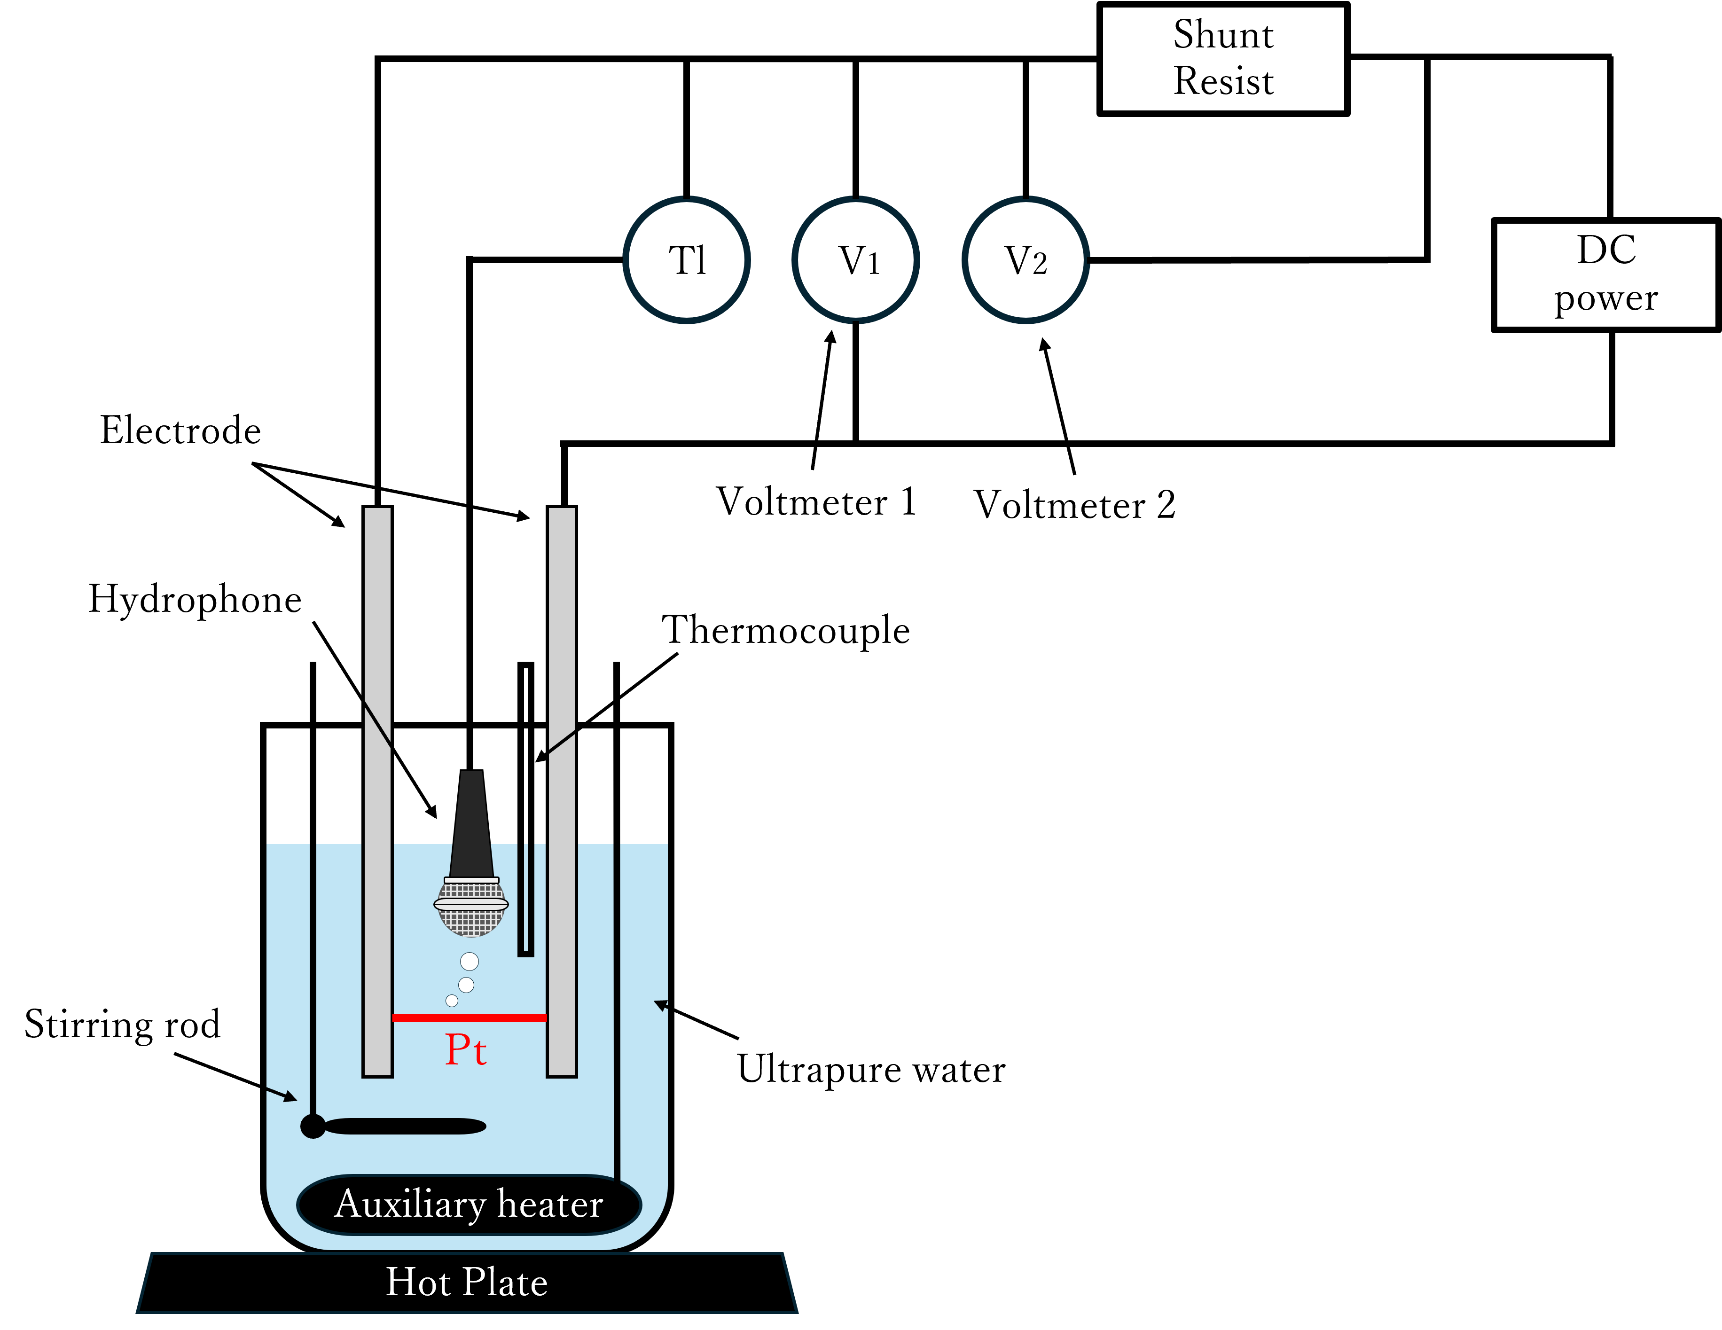 Shunt
Resist
Tl
V1
V2
DC
power
Electrode
Voltmeter 1
Voltmeter 2
Hydrophone
Thermocouple
Stirring rod
Pt
Ultrapure water
Auxiliary heater
Hot Plate